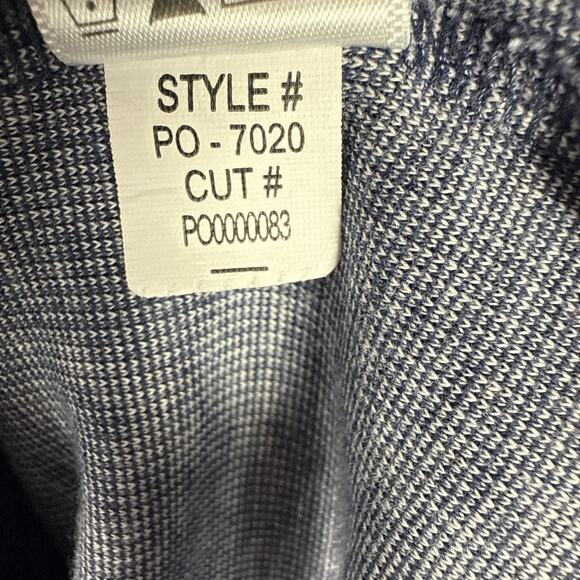 STYLE #
PO - 7020
CUT #
PO0000083